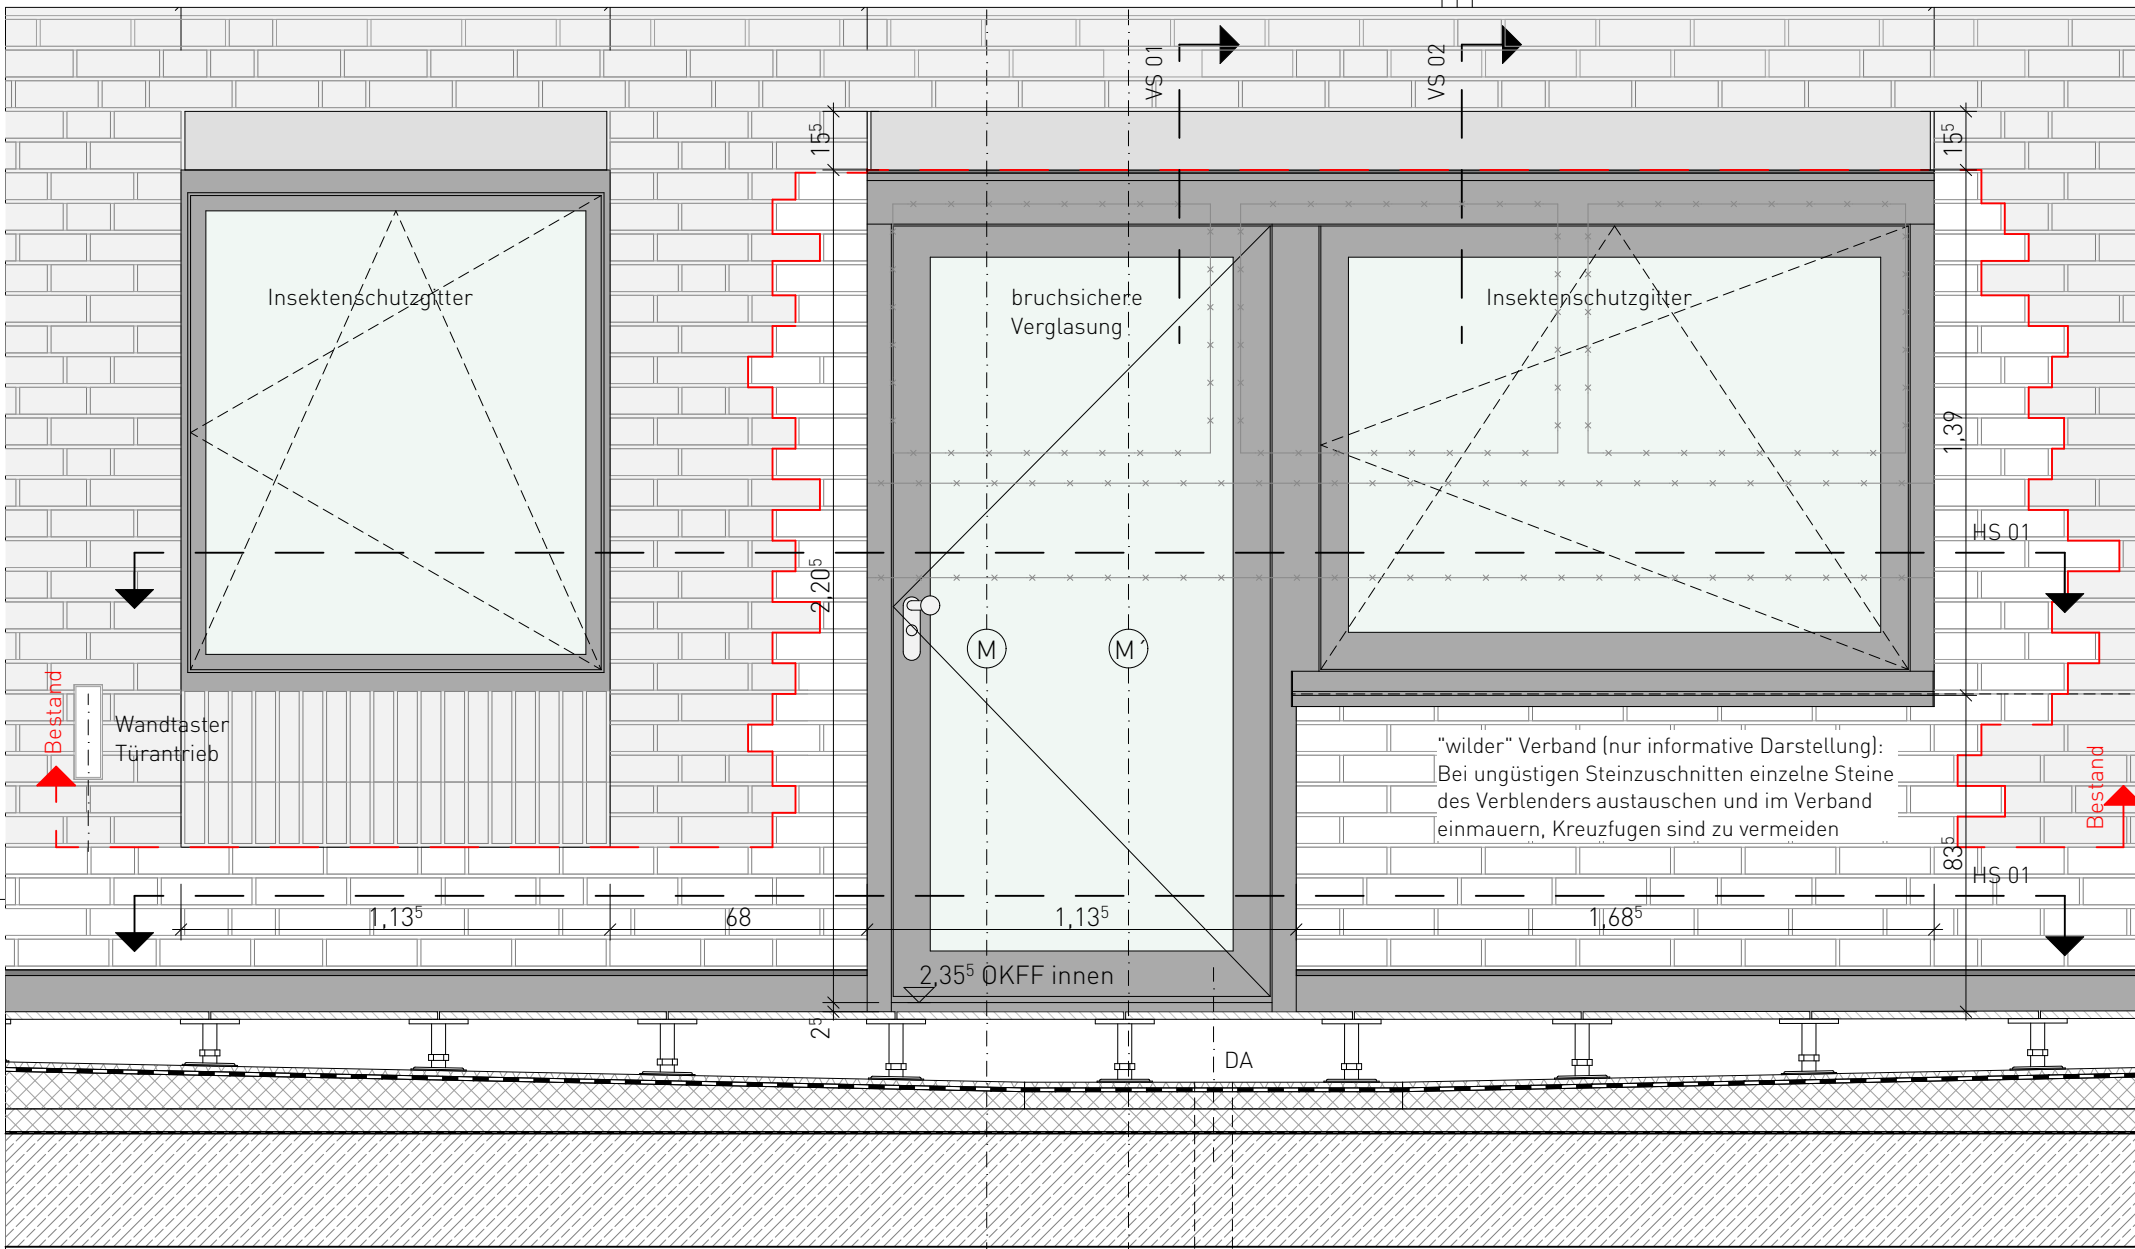 VS 01
VS 02
15⁵
15⁵
Insektenschutzgitter
bruchsichere
Verglasung
Insektenschutzgitter
1,39
HS 01
2,20⁵
M
M´
Bestand
Wandtaster
Türantrieb
"wilder" Verband (nur informative Darstellung):
Bei ungüstigen Steinzuschnitten einzelne Steine
des Verblenders austauschen und im Verband
einmauern, Kreuzfugen sind zu vermeiden
Bestand
83⁵
HS 01
1,13⁵
68
1,13⁵
1,68⁵
2,35⁵ OKFF innen
2⁵
DA